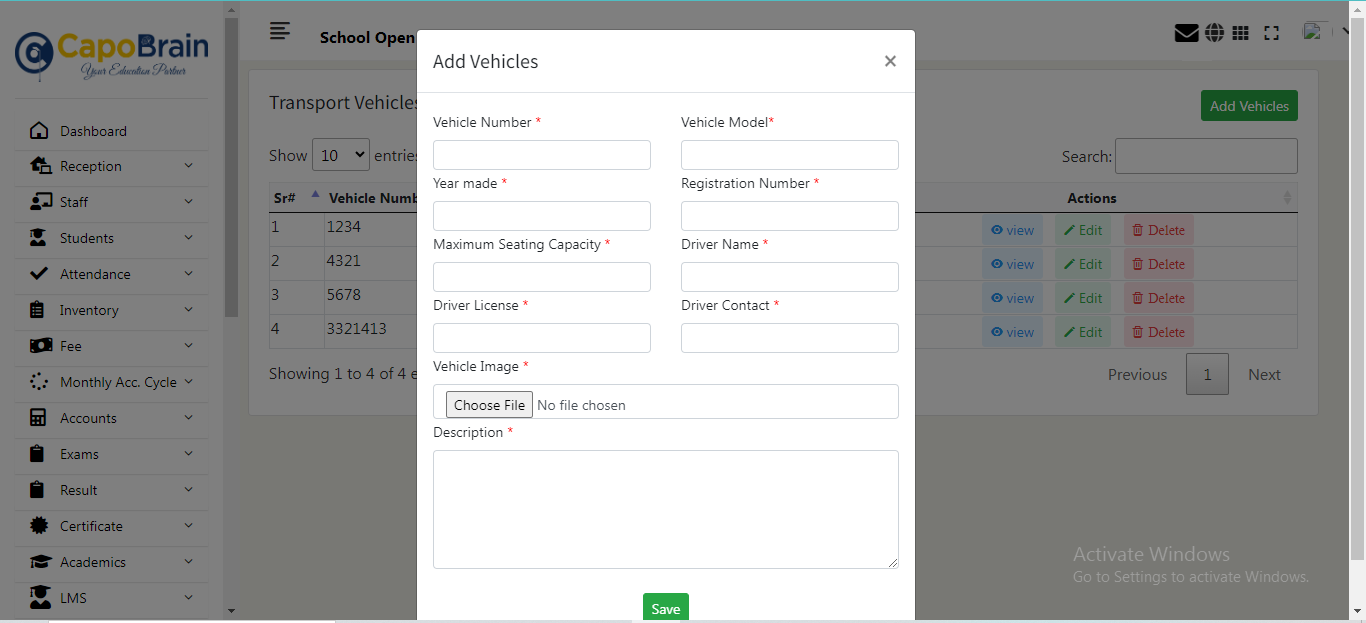 CapoBrain
Your Education Partner
Dashboard
Reception
Staff
Students
Attendance
Inventory
Fee
Monthly Acc. Cycle
Accounts
Exams
Result
Certificate
Academics
LMS
School Open
Transport Vehicles
Add Vehicles
Show 10 entries
Search:
Sr# Vehicle Numb Actions
1 1234 view Edit Delete
2 4321 view Edit Delete
3 5678 view Edit Delete
4 3321413 view Edit Delete
Showing 1 to 4 of 4 e
Previous 1 Next
Add Vehicles ×
Vehicle Number * Vehicle Model*
Year made * Registration Number *
Maximum Seating Capacity * Driver Name *
Driver License * Driver Contact *
Vehicle Image *
Choose File No file chosen
Description *
Save
Activate Windows
Go to Settings to activate Windows.